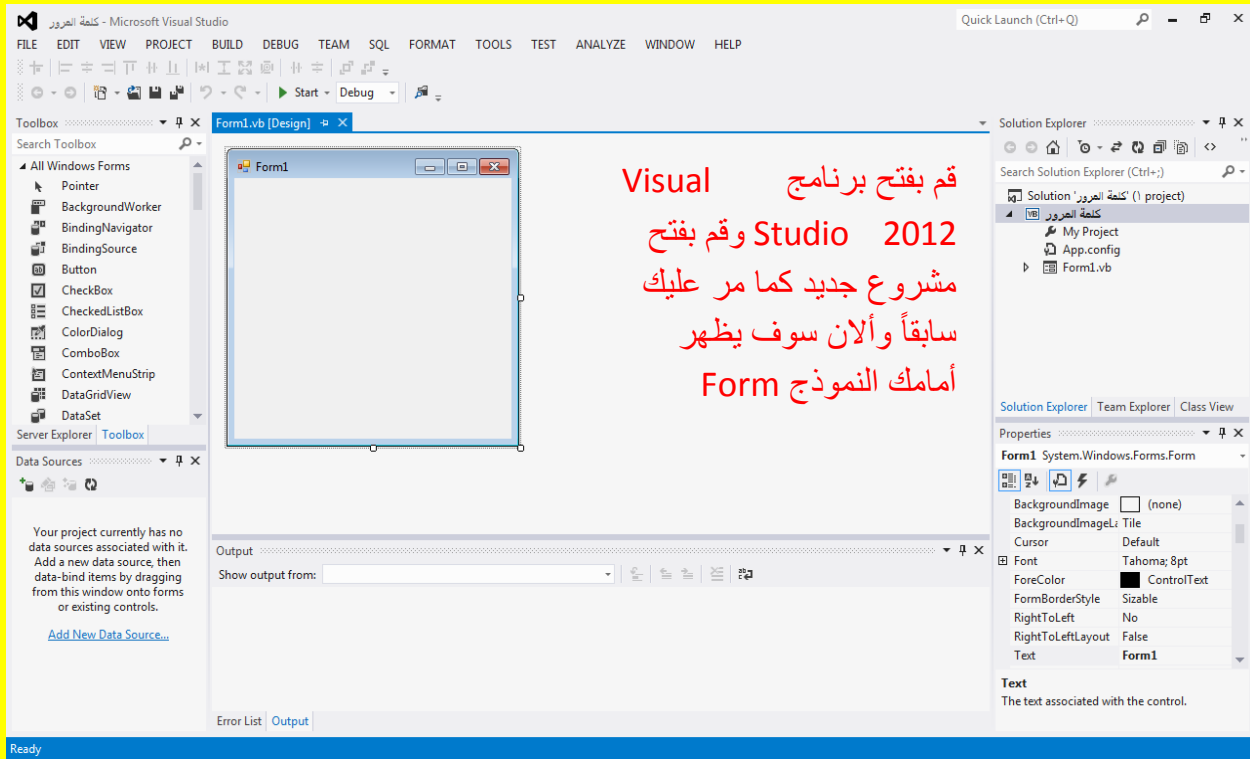 كلمة المرور - Microsoft Visual Studio
Quick Launch (Ctrl+Q)
FILE EDIT VIEW PROJECT BUILD DEBUG TEAM SQL FORMAT TOOLS TEST ANALYZE WINDOW HELP
Start Debug
Toolbox
Search Toolbox
All Windows Forms
Pointer
BackgroundWorker
BindingNavigator
BindingSource
Button
CheckBox
CheckedListBox
ColorDialog
ComboBox
ContextMenuStrip
DataGridView
DataSet
Server Explorer Toolbox
Data Sources
Your project currently has no
data sources associated with it.
Add a new data source, then
data-bind items by dragging
from this window onto forms
or existing controls.
Add New Data Source...
Form1.vb [Design]
Form1
قم بفتح برنامج Visual
Studio 2012 وقم بفتح
مشروع جديد كما مر عليك
سابقاً وألان سوف يظهر
أمامك النموذج Form
Output
Show output from:
Error List Output
Solution Explorer
Search Solution Explorer (Ctrl+;)
Solution 'كلمة المرور' (1 project)
كلمة المرور
My Project
App.config
Form1.vb
Solution Explorer Team Explorer Class View
Properties
Form1 System.Windows.Forms.Form
BackgroundImage (none)
BackgroundImageLa Tile
Cursor Default
Font Tahoma; 8pt
ForeColor ControlText
FormBorderStyle Sizable
RightToLeft No
RightToLeftLayout False
Text Form1
Text
The text associated with the control.
Ready